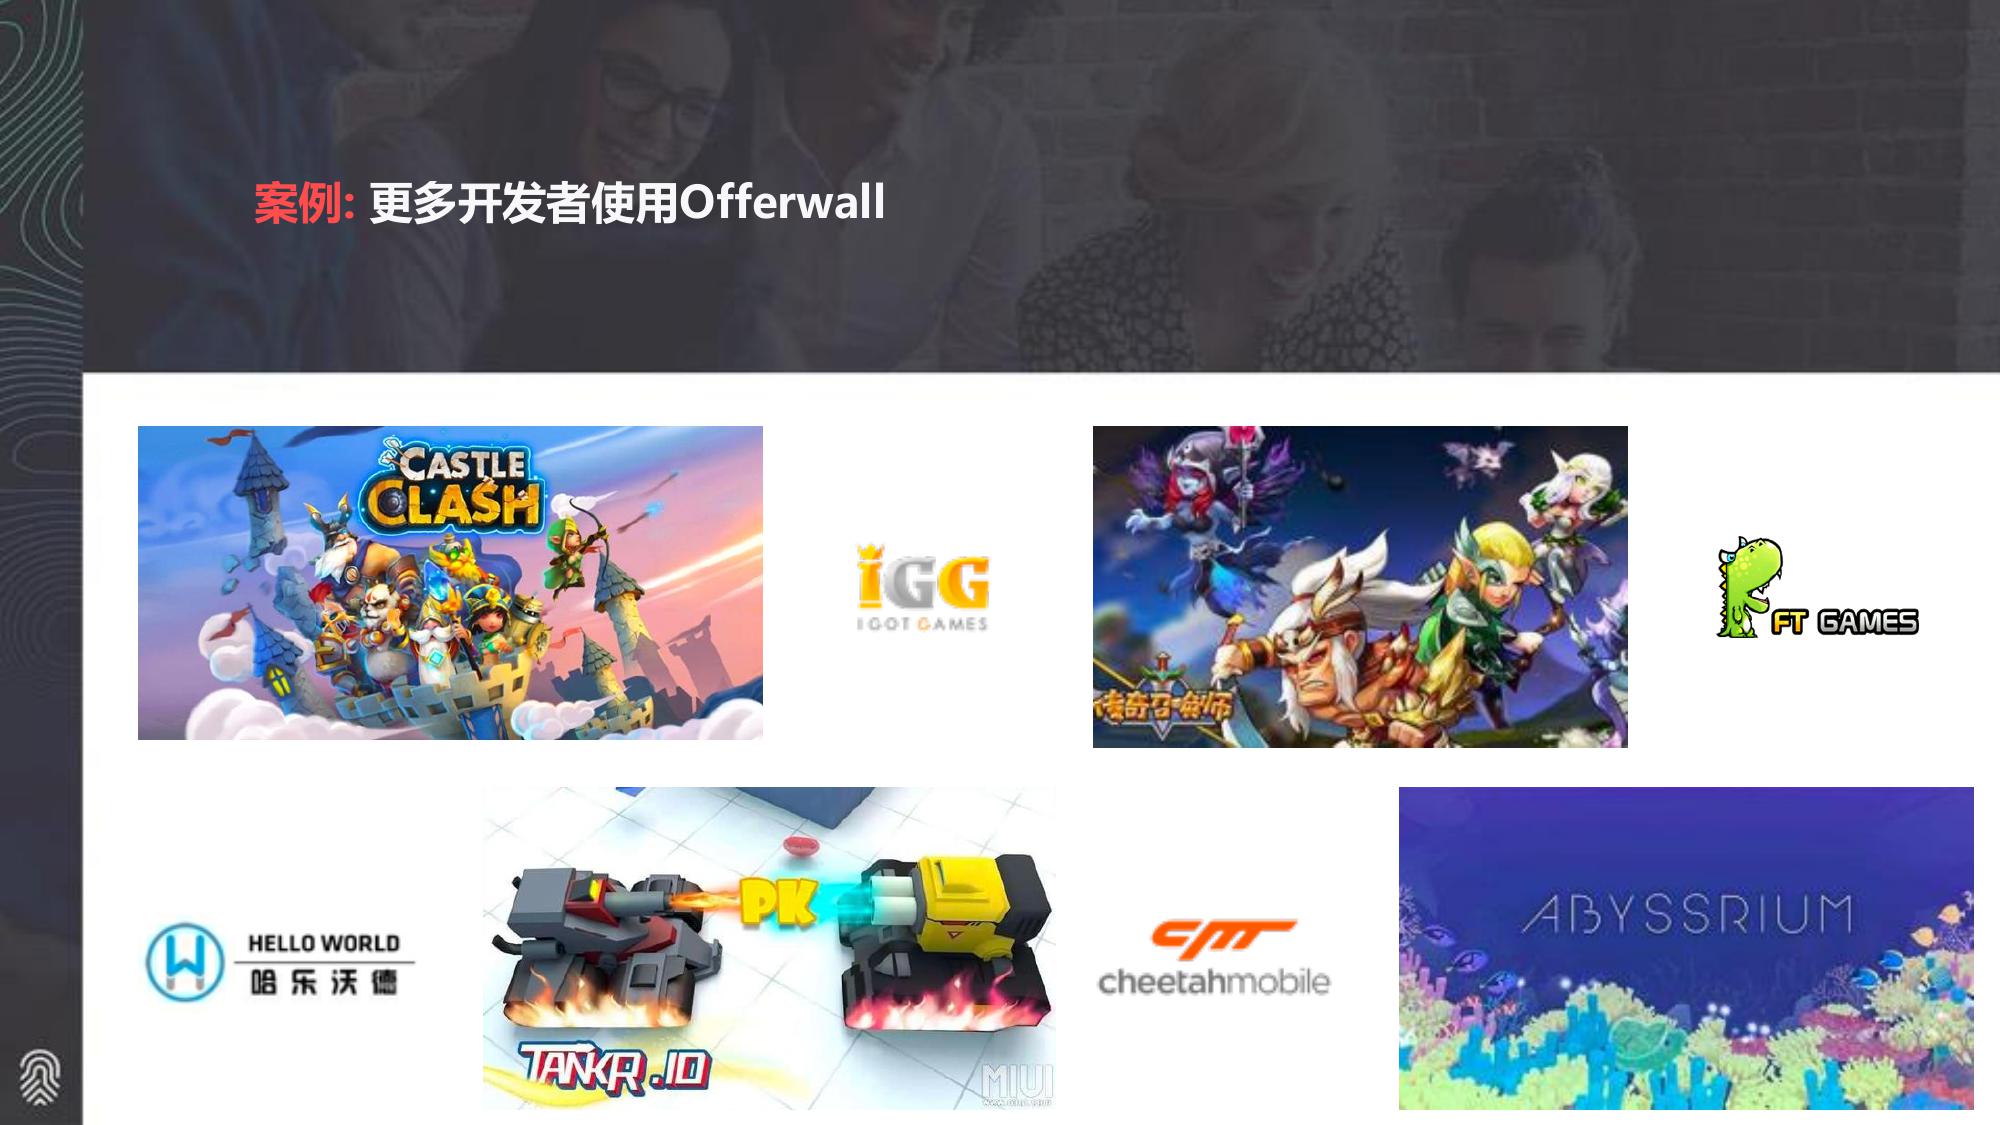 案例: 更多开发者使用Offerwall
CASTLE
CLASH
IGG
IGOT GAMES
传奇召唤师
FT GAMES
HELLO WORLD
哈乐沃德
PK
TANKR.IO
MIUI
cm
cheetahmobile
ABYSSRIUM